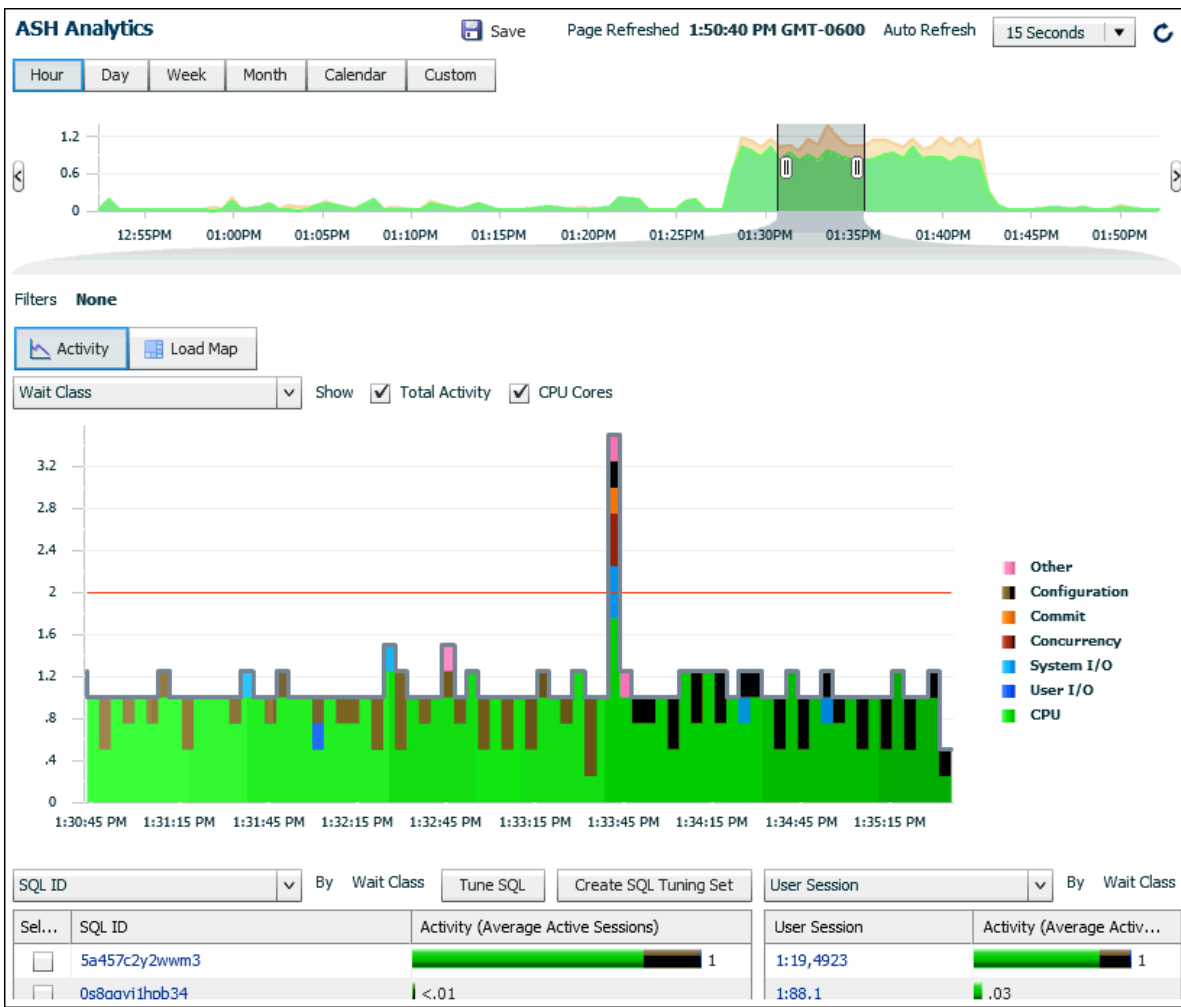 ASH Analytics
Save Page Refreshed 1:50:40 PM GMT-0600 Auto Refresh 15 Seconds
Hour Day Week Month Calendar Custom
1.2
0.6
0
12:55PM 01:00PM 01:05PM 01:10PM 01:15PM 01:20PM 01:25PM 01:30PM 01:35PM 01:40PM 01:45PM 01:50PM
Filters None
Activity Load Map
Wait Class Show Total Activity CPU Cores
3.2
2.8
2.4
2
1.6
1.2
.8
.4
0
1:30:45 PM 1:31:15 PM 1:31:45 PM 1:32:15 PM 1:32:45 PM 1:33:15 PM 1:33:45 PM 1:34:15 PM 1:34:45 PM 1:35:15 PM
Other
Configuration
Commit
Concurrency
System I/O
User I/O
CPU
SQL ID By Wait Class Tune SQL Create SQL Tuning Set User Session By Wait Class
Sel... SQL ID Activity (Average Active Sessions) User Session Activity (Average Activ...
5a457c2y2wwm3 1 1:19,4923 1
<.01 1:88.1 .03